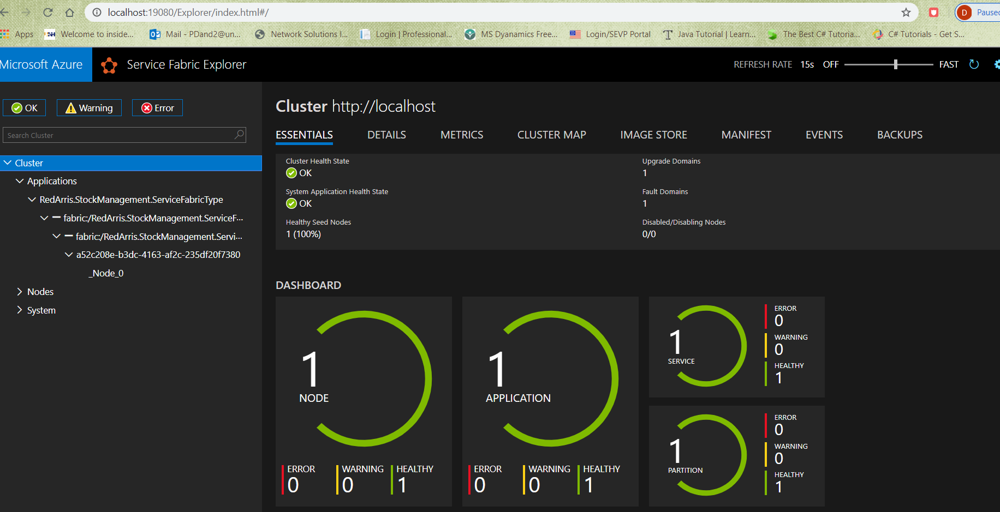 localhost:19080/Explorer/index.html#/
D Paused
Apps Welcome to inside... Mail - PDand2@un... Network Solutions I... Login | Professional... MS Dyanamics Free... Login/SEVP Portal Java Tutorial | Learn... The Best C# Tutoria... C# Tutorials - Get S...
Microsoft Azure Service Fabric Explorer REFRESH RATE 15s OFF FAST
OK Warning Error
Search Cluster
Cluster
Applications
RedArris.StockManagement.ServiceFabricType
fabric:/RedArris.StockManagement.ServiceF...
fabric:/RedArris.StockManagement.Servi...
a52c208e-b3dc-4163-af2c-235df20f7380
_Node_0
Nodes
System
Cluster http://localhost
ESSENTIALS DETAILS METRICS CLUSTER MAP IMAGE STORE MANIFEST EVENTS BACKUPS
Cluster Health State
OK
System Application Health State
OK
Healthy Seed Nodes
1 (100%)
Upgrade Domains
1
Fault Domains
1
Disabled/Disabling Nodes
0/0
DASHBOARD
1
NODE
ERROR
0
WARNING
0
HEALTHY
1
1
APPLICATION
ERROR
0
WARNING
0
HEALTHY
1
1
SERVICE
ERROR
0
WARNING
0
HEALTHY
1
1
PARTITION
ERROR
0
WARNING
0
HEALTHY
1